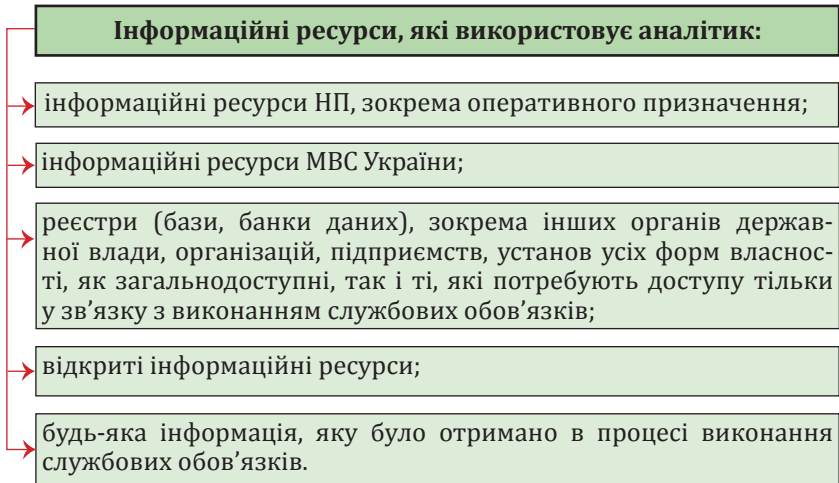 Інформаційні ресурси, які використовує аналітик:
інформаційні ресурси НП, зокрема оперативного призначення;
інформаційні ресурси МВС України;
реєстри (бази, банки даних), зокрема інших органів держав-
ної влади, організацій, підприємств, установ усіх форм власнос-
ті, як загальнодоступні, так і ті, які потребують доступу тільки
у зв’язку з виконанням службових обов’язків;
відкриті інформаційні ресурси;
будь-яка інформація, яку було отримано в процесі виконання
службових обов’язків.